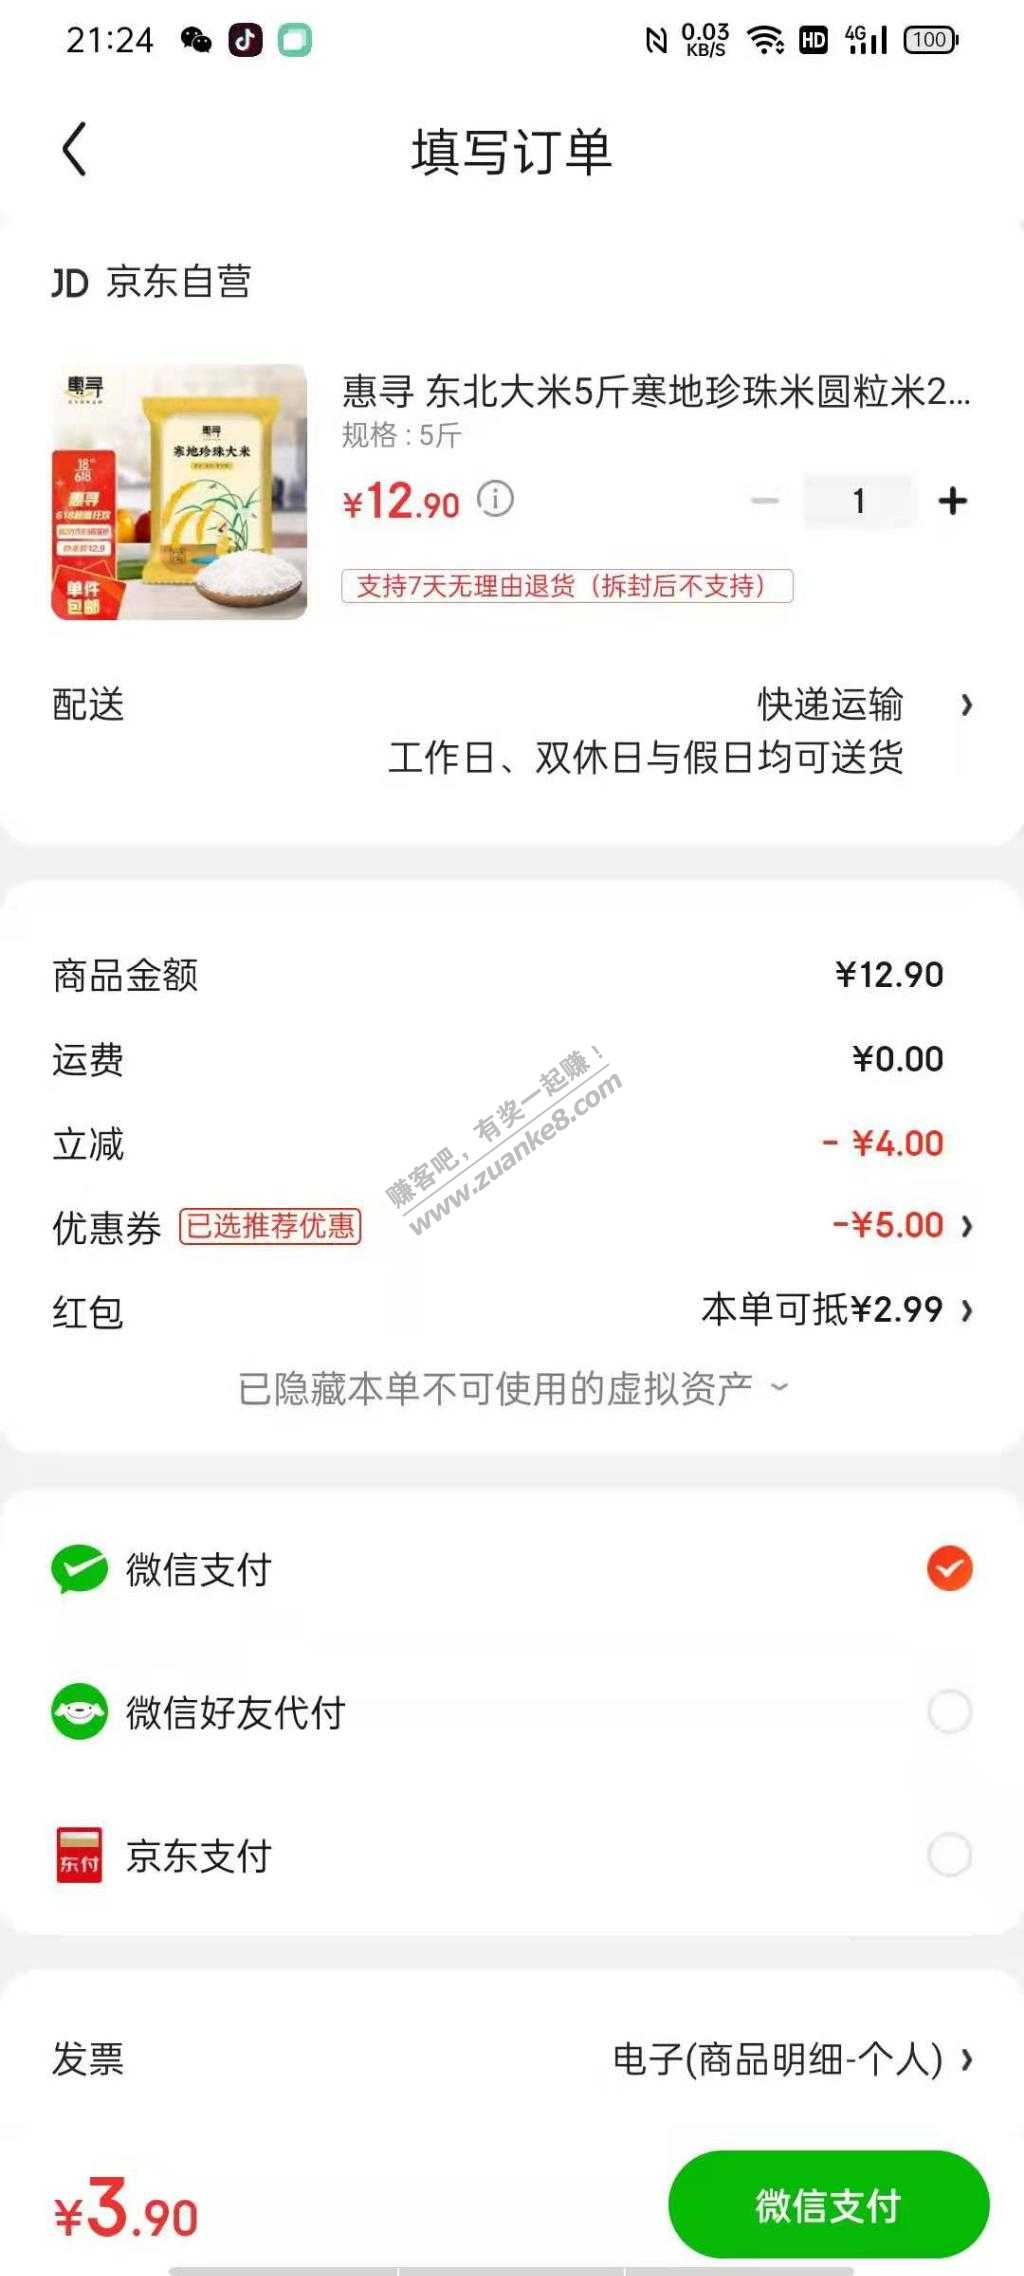 21:24
0.03
KB/S
HD
4G
100
填写订单
JD 京东自营
惠寻
寒地珍珠大米
18
618
惠寻
单件
包邮
惠寻 东北大米5斤寒地珍珠米圆粒米2...
规格 : 5斤
¥12.90
1
支持7天无理由退货（拆封后不支持）
配送
快递运输
工作日、双休日与假日均可送货
商品金额
¥12.90
运费
¥0.00
立减
- ¥4.00
优惠券 已选推荐优惠
-¥5.00
红包
本单可抵¥2.99
已隐藏本单不可使用的虚拟资产
赚客吧，有奖一起赚！
www.zuanke8.com
微信支付
微信好友代付
东付
京东支付
发票
电子(商品明细-个人)
¥3.90
微信支付